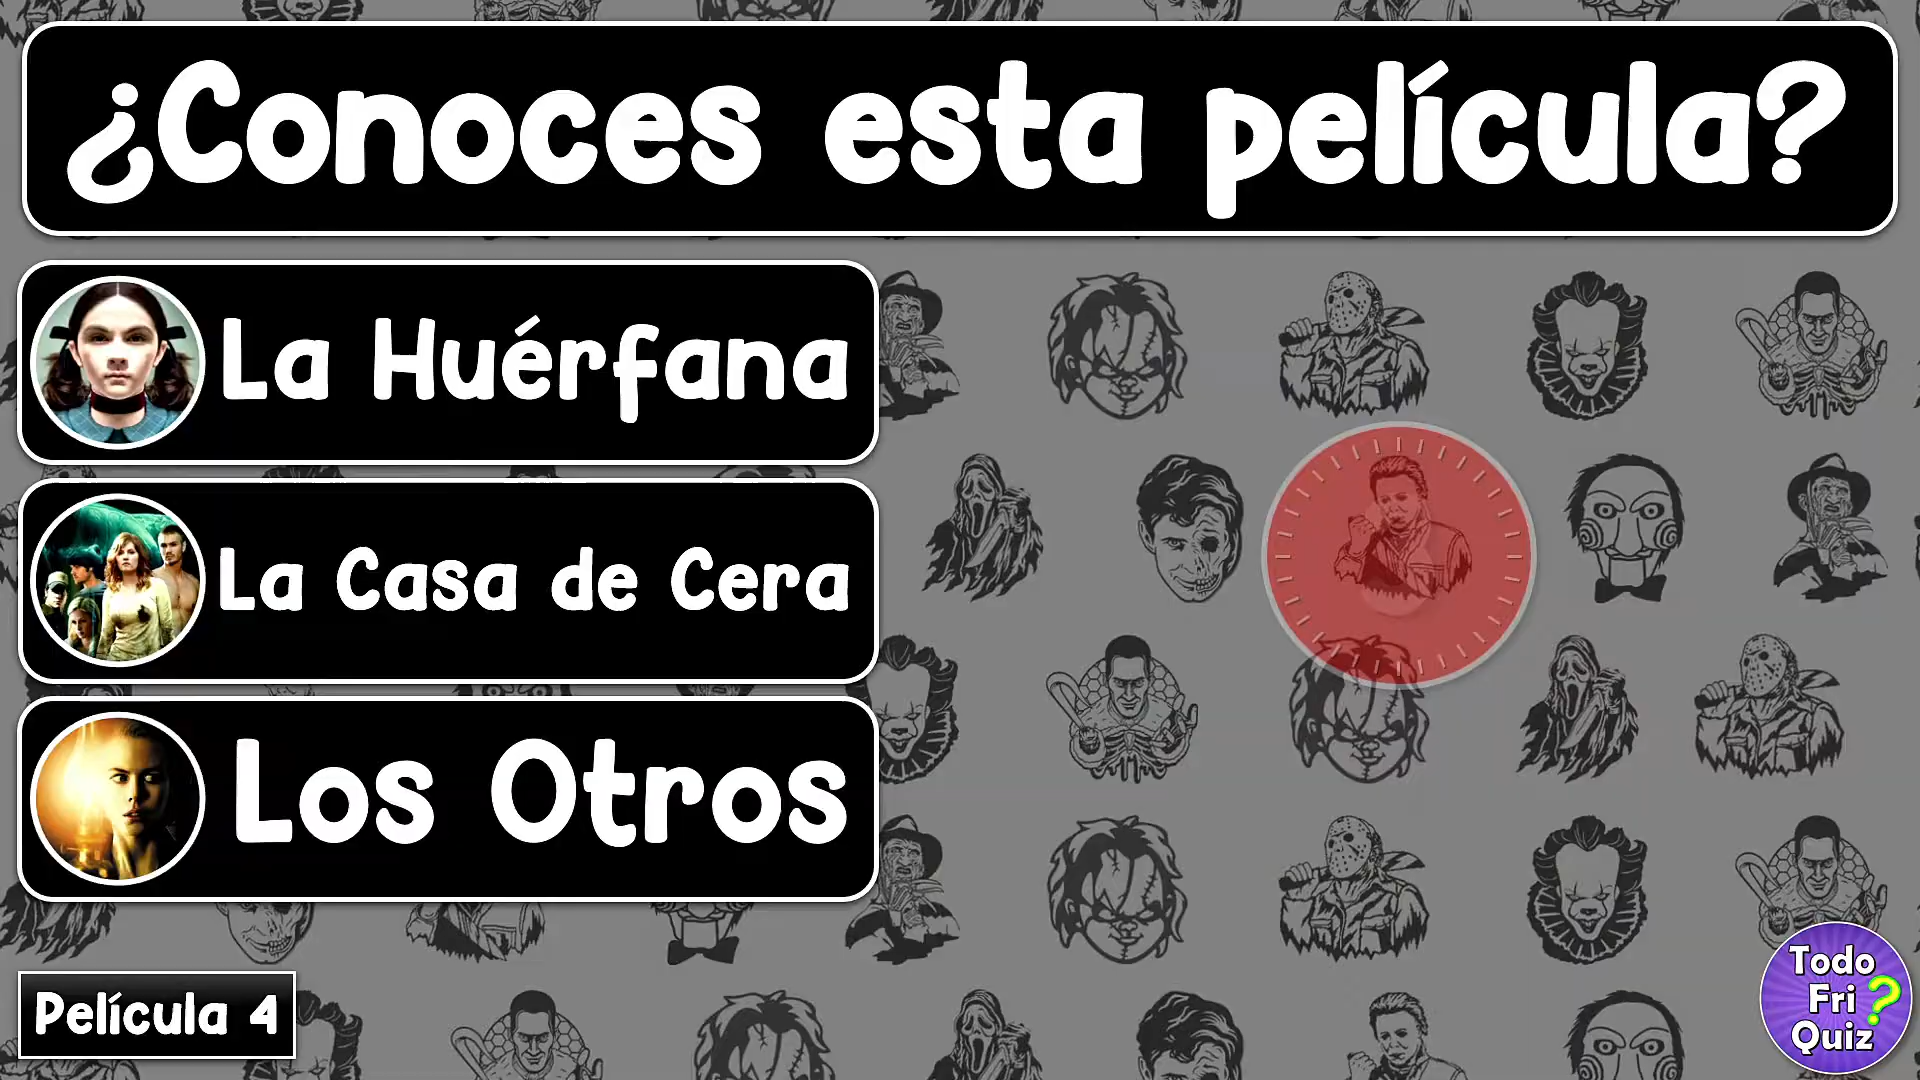 ¿Conoces esta película?
La Huérfana
La Casa de Cera
Los Otros
Película 4
Todo
Fri
Quiz
?